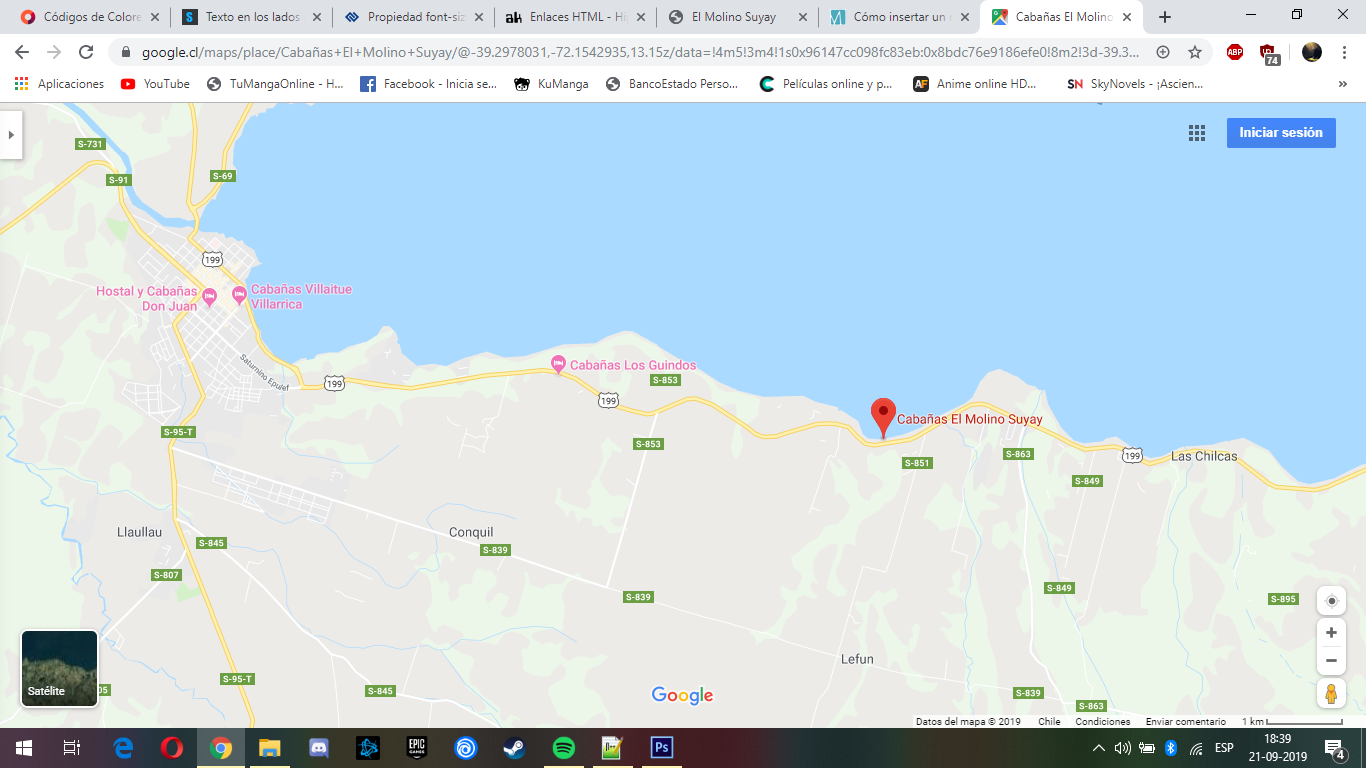 Códigos de Colore
Texto en los lados
Propiedad font-siz
Enlaces HTML - Hi
El Molino Suyay
Cómo insertar un
Cabañas El Molino
google.cl/maps/place/Cabañas+El+Molino+Suyay/@-39.2978031,-72.1542935,13.15z/data=!4m5!3m4!1s0x96147cc098fc83eb:0x8bdc76e9186efe0!8m2!3d-39.3...
ABP
74
Aplicaciones
YouTube
TuMangaOnline - H...
Facebook - Inicia se...
KuManga
BancoEstado Perso...
Películas online y p...
AF
Anime online HD...
SN
SkyNovels - ¡Ascien...
»
Iniciar sesión
S-731
S-91
S-69
199
Hostal y Cabañas
Don Juan
Cabañas Villaitue
Villarrica
Saturnino Epulef
199
Cabañas Los Guindos
S-853
199
Cabañas El Molino Suyay
S-95-T
S-853
S-851
S-863
199
Las Chilcas
S-849
Llaullau
S-845
Conquil
S-839
S-807
S-839
S-849
S-895
Lefun
Satélite
05
S-95-T
S-845
S-839
S-863
Google
Datos del mapa © 2019
Chile
Condiciones
Enviar comentario
1 km
EPIC
GAMES
Ps
ESP
18:39
21-09-2019
4